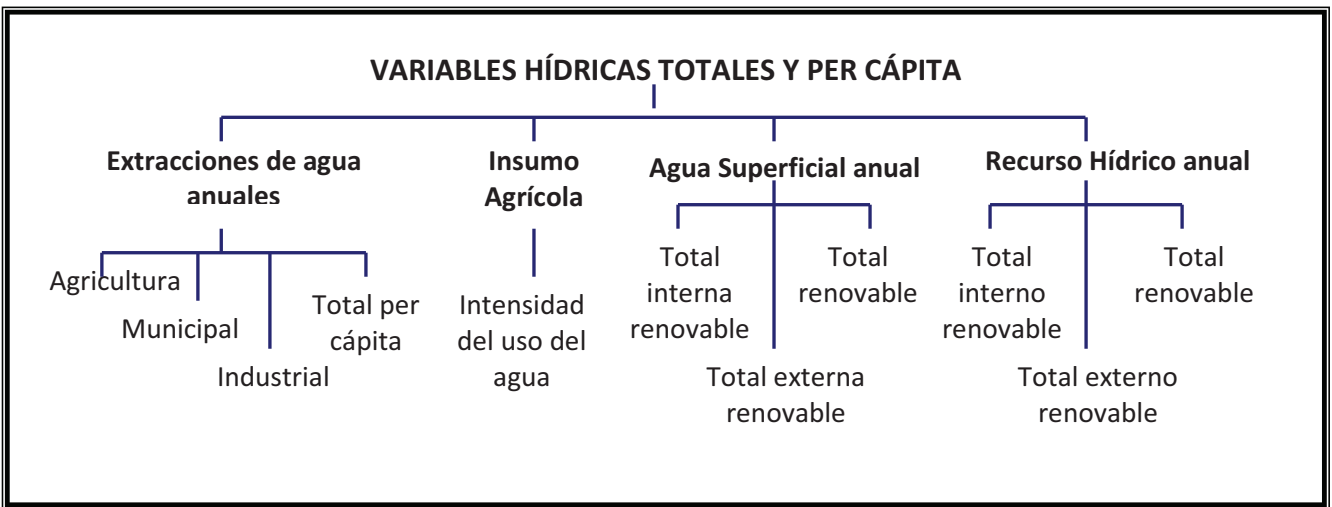 VARIABLES HÍDRICAS TOTALES Y PER CÁPITA
Extracciones de agua
anuales
Agricultura
Municipal
Industrial
Total per
cápita
Insumo
Agrícola
Intensidad
del uso del
agua
Agua Superficial anual
Total
interna
renovable
Total externa
renovable
Total
renovable
Recurso Hídrico anual
Total
interno
renovable
Total externo
renovable
Total
renovable